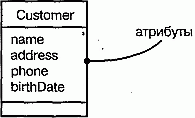 Customer
name
address
phone
birthDate
атрибуты